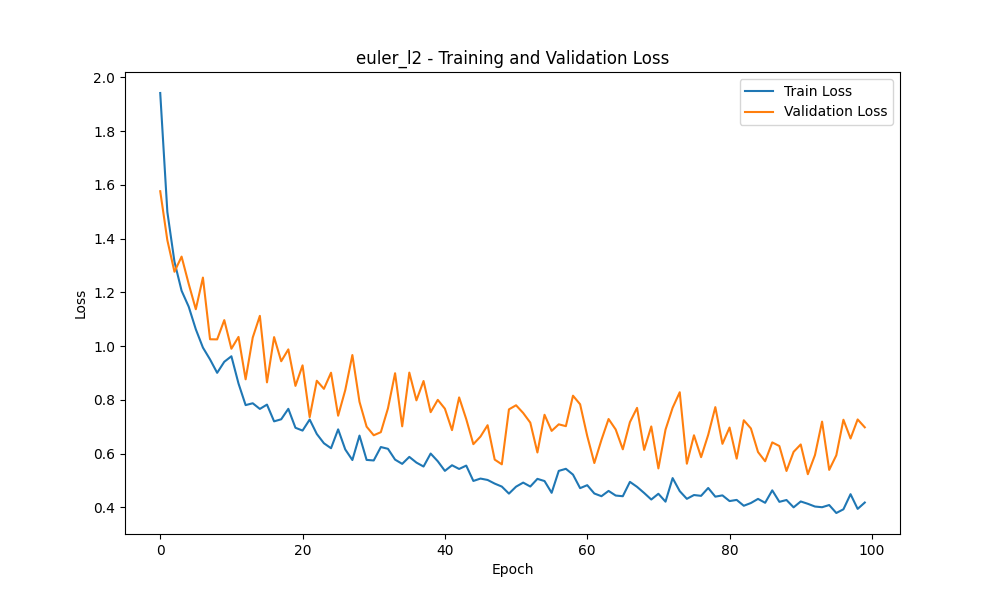 euler_l2 - Training and Validation Loss
Train Loss
Validation Loss
Loss
2.0
1.8
1.6
1.4
1.2
1.0
0.8
0.6
0.4
0 20 40 60 80 100
Epoch